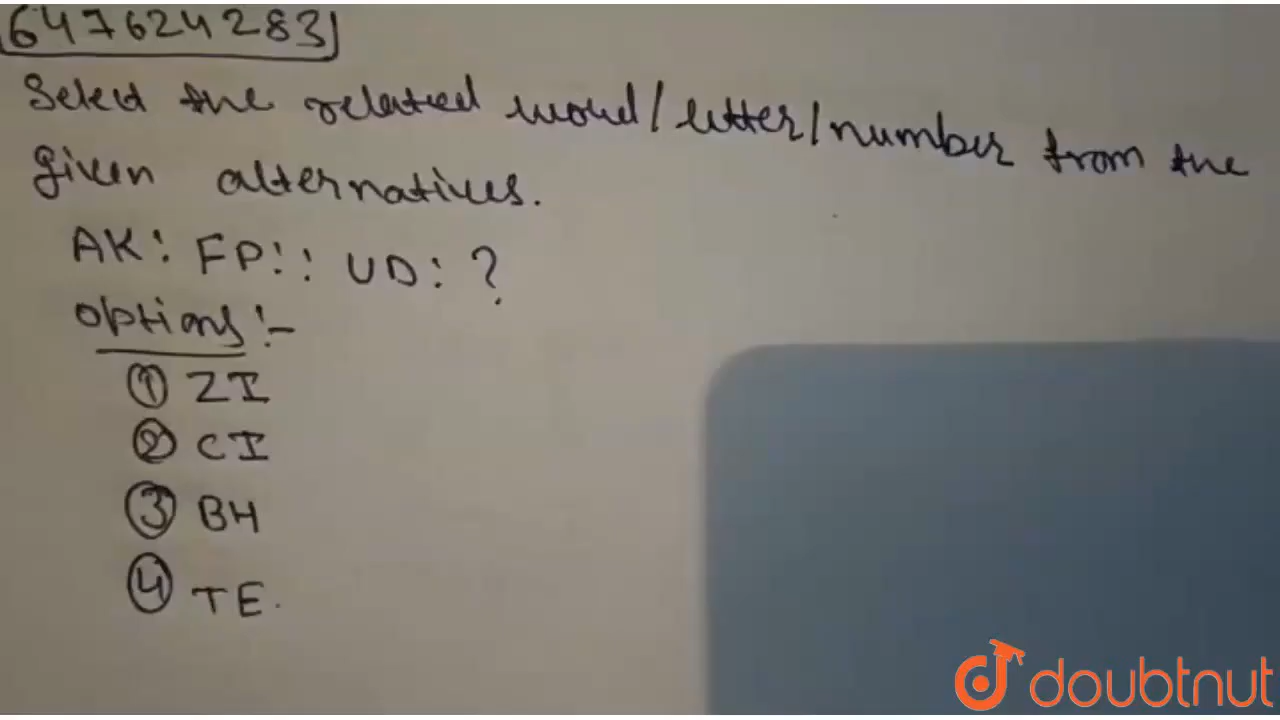 647624283
Select the related word/letter/number from the
given alternatives.
AK: FP:: UD: ?
Options:-
① ZI
② CI
③ BH
④ TE.
doubtnut